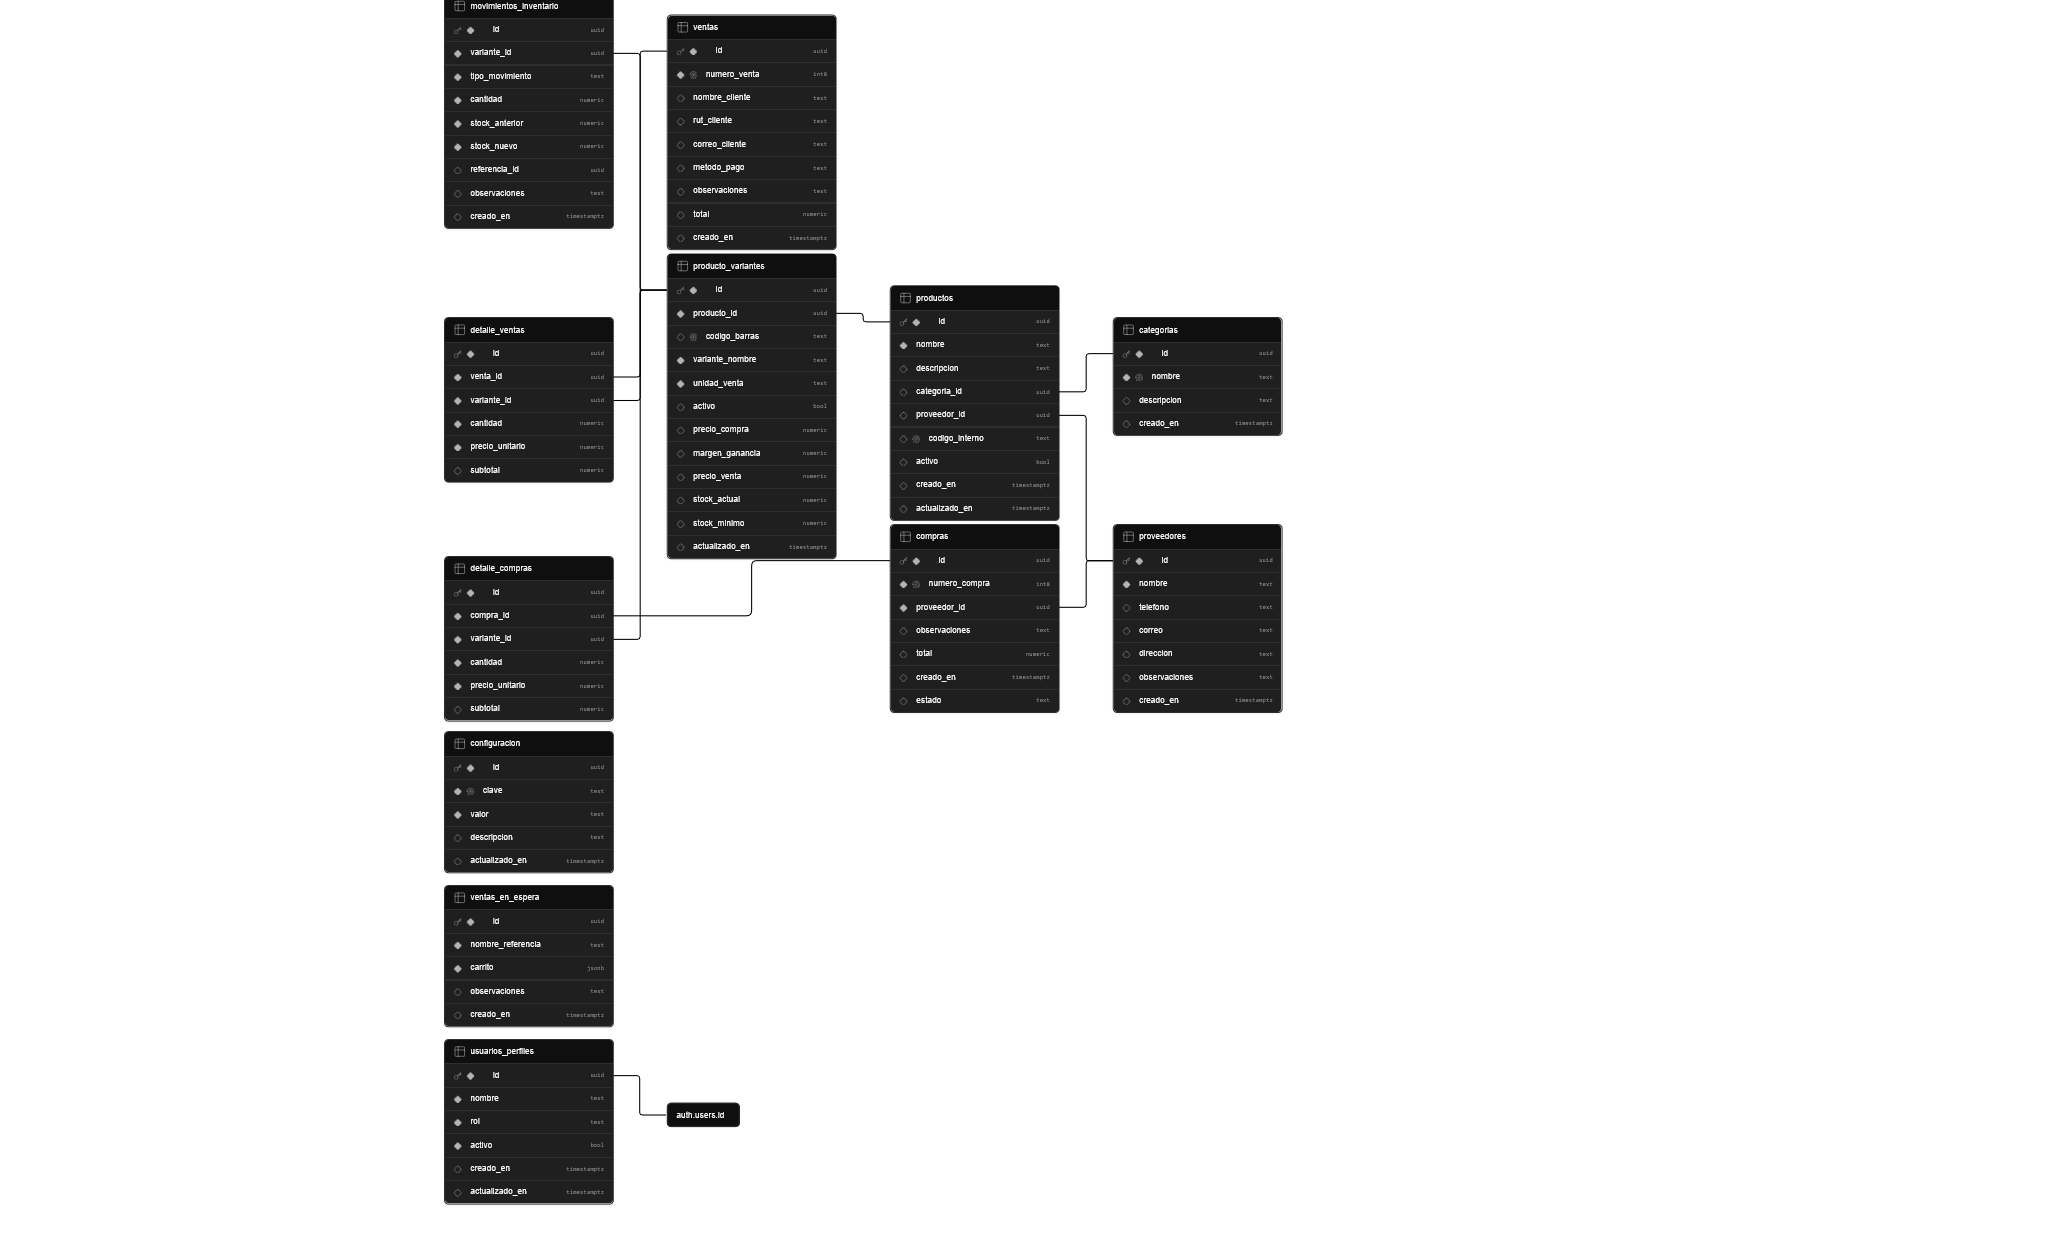 movimientos_inventario
id uuid
variante_id uuid
tipo_movimiento text
cantidad numeric
stock_anterior numeric
stock_nuevo numeric
referencia_id uuid
observaciones text
creado_en timestamptz
ventas
id uuid
numero_venta int8
nombre_cliente text
rut_cliente text
correo_cliente text
metodo_pago text
observaciones text
total numeric
creado_en timestamptz
producto_variantes
id uuid
producto_id uuid
codigo_barras text
variante_nombre text
unidad_venta text
activo bool
precio_compra numeric
margen_ganancia numeric
precio_venta numeric
stock_actual numeric
stock_minimo numeric
actualizado_en timestamptz
productos
id uuid
nombre text
descripcion text
categoria_id uuid
proveedor_id uuid
codigo_interno text
activo bool
creado_en timestamptz
actualizado_en timestamptz
categorias
id uuid
nombre text
descripcion text
creado_en timestamptz
detalle_ventas
id uuid
venta_id uuid
variante_id uuid
cantidad numeric
precio_unitario numeric
subtotal numeric
compras
id uuid
numero_compra int8
proveedor_id uuid
observaciones text
total numeric
creado_en timestamptz
estado text
proveedores
id uuid
nombre text
telefono text
correo text
direccion text
observaciones text
creado_en timestamptz
detalle_compras
id uuid
compra_id uuid
variante_id uuid
cantidad numeric
precio_unitario numeric
subtotal numeric
configuracion
id uuid
clave text
valor text
descripcion text
actualizado_en timestamptz
ventas_en_espera
id uuid
nombre_referencia text
carrito jsonb
observaciones text
creado_en timestamptz
usuarios_perfiles
id uuid
nombre text
rol text
activo bool
creado_en timestamptz
actualizado_en timestamptz
auth.users.id